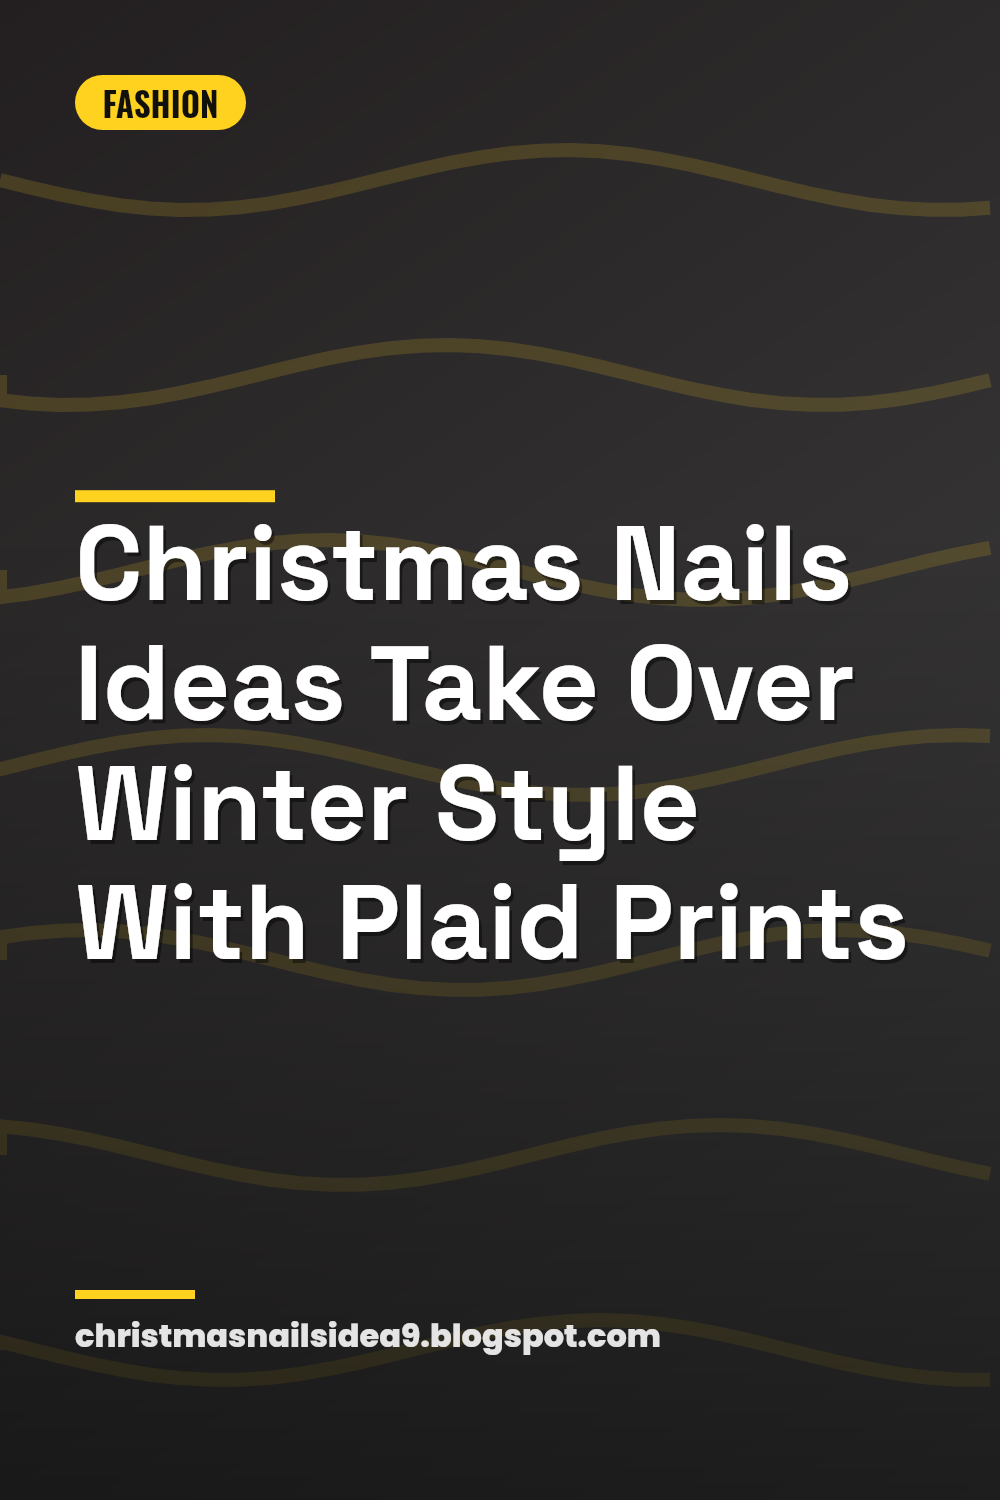 FASHION
Christmas Nails
Ideas Take Over
Winter Style
With Plaid Prints
christmasnailsidea9.blogspot.com